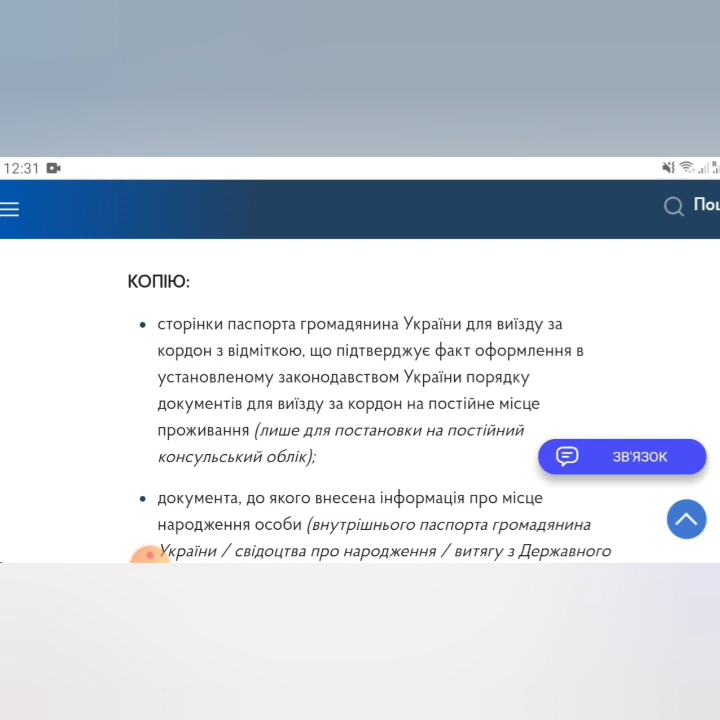 12:31
Пош
КОПІЮ:
сторінки паспорта громадянина України для виїзду за
кордон з відміткою, що підтверджує факт оформлення в
установленому законодавством України порядку
документів для виїзду за кордон на постійне місце
проживання (лише для постановки на постійний
консульський облік);
ЗВ'ЯЗОК
документа, до якого внесена інформація про місце
народження особи (внутрішнього паспорта громадянина
України / свідоцтва про народження / витягу з Державного